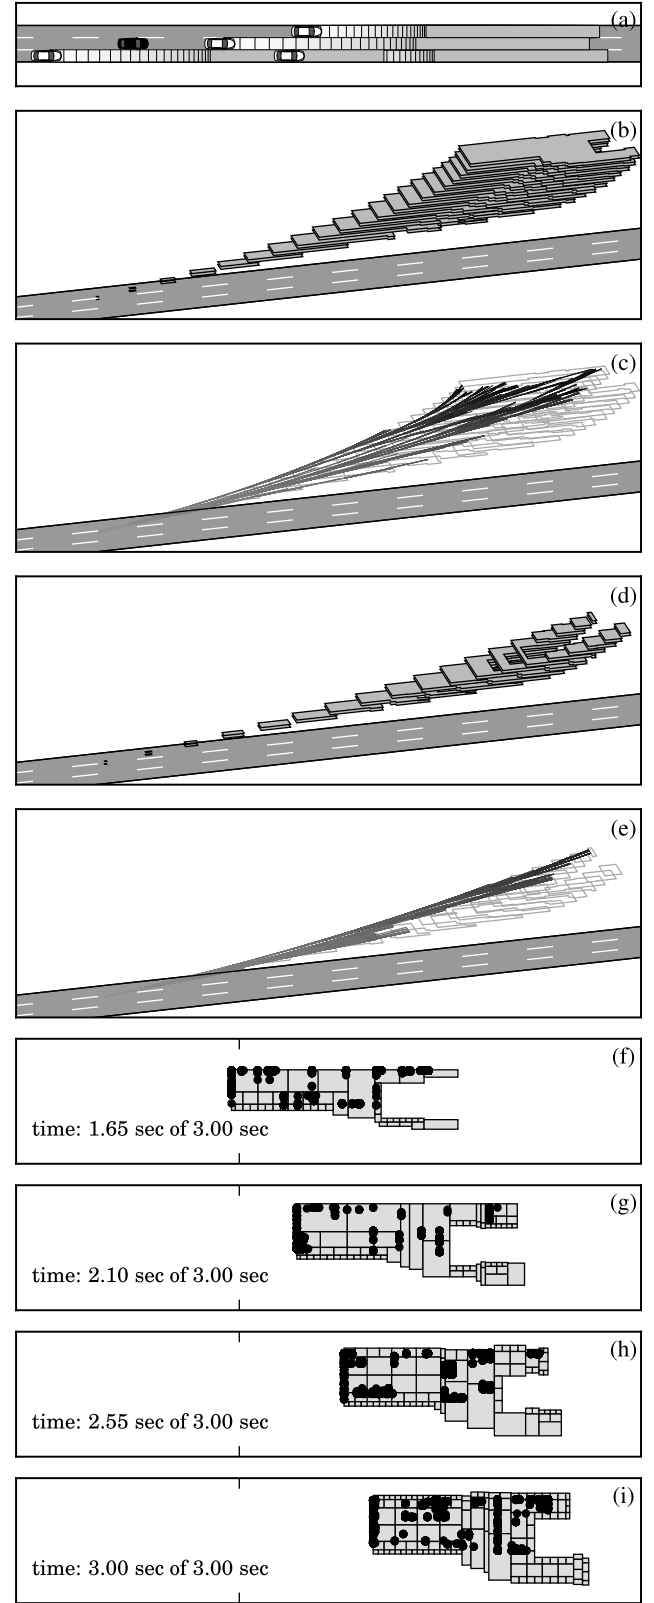 (a)
(b)
(c)
(d)
(e)
(f)
time: 1.65 sec of 3.00 sec
(g)
time: 2.10 sec of 3.00 sec
(h)
time: 2.55 sec of 3.00 sec
(i)
time: 3.00 sec of 3.00 sec